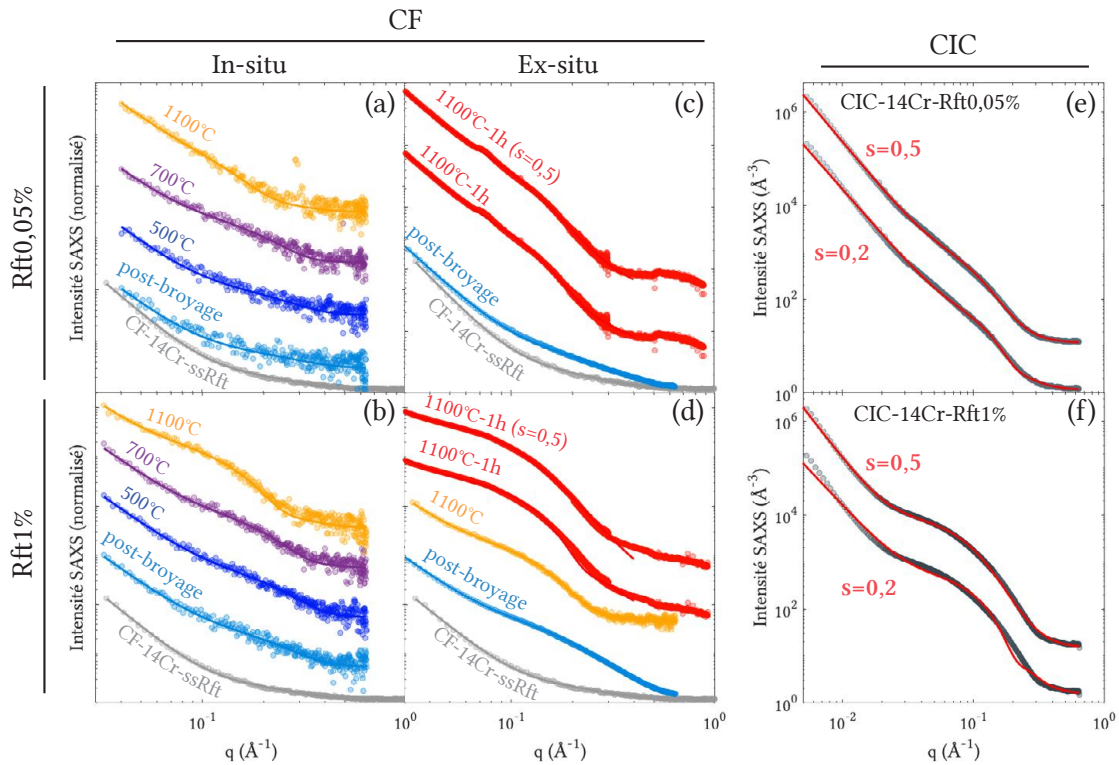 CF
CIC
In-situ
Ex-situ
Rft0,05%
Intensité SAXS (normalisé)
(a)
1100℃
700℃
500℃
post-broyage
CF-14Cr-ssRft
(c)
1100℃-1h (s=0,5)
1100℃-1h
post-broyage
CF-14Cr-ssRft
Intensité SAXS (Å⁻³)
10⁶
10⁴
10²
10⁰
(e)
CIC-14Cr-Rft0,05%
s=0,5
s=0,2
Rft1%
Intensité SAXS (normalisé)
(b)
1100℃
700℃
500℃
post-broyage
CF-14Cr-ssRft
(d)
1100℃-1h (s=0,5)
1100℃-1h
1100℃
post-broyage
CF-14Cr-ssRft
Intensité SAXS (Å⁻³)
10⁶
10⁴
10²
10⁰
(f)
CIC-14Cr-Rft1%
s=0,5
s=0,2
10⁻¹ 10⁰ 10⁻¹ 10⁰
10⁻² 10⁻¹ 10⁰
q (Å⁻¹)
q (Å⁻¹)
q (Å⁻¹)